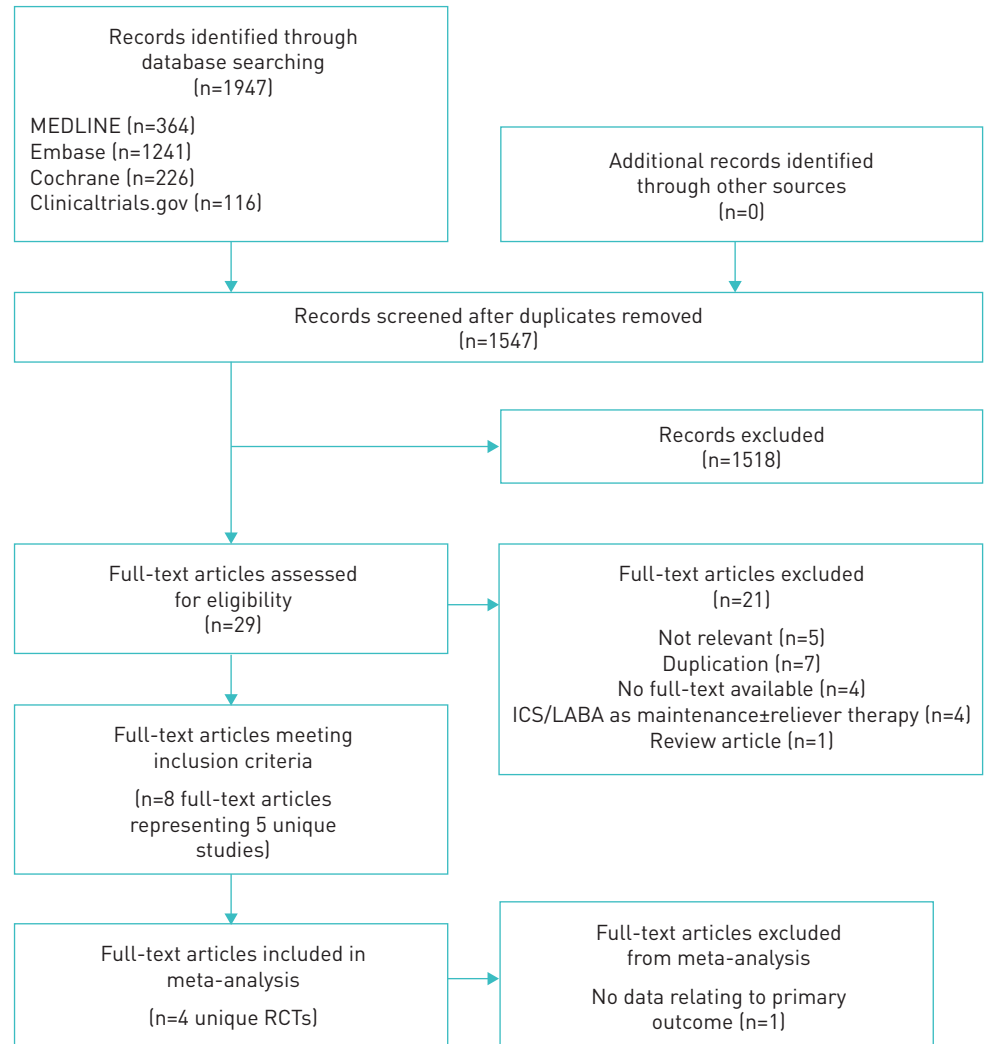 Records identified through
database searching
(n=1947)
MEDLINE (n=364)
Embase (n=1241)
Cochrane (n=226)
Clinicaltrials.gov (n=116)
Additional records identified
through other sources
(n=0)
Records screened after duplicates removed
(n=1547)
Records excluded
(n=1518)
Full-text articles assessed
for eligibility
(n=29)
Full-text articles excluded
(n=21)
Not relevant (n=5)
Duplication (n=7)
No full-text available (n=4)
ICS/LABA as maintenance±reliever therapy (n=4)
Review article (n=1)
Full-text articles meeting
inclusion criteria
(n=8 full-text articles
representing 5 unique
studies)
Full-text articles included in
meta-analysis
(n=4 unique RCTs)
Full-text articles excluded
from meta-analysis
No data relating to primary
outcome (n=1)